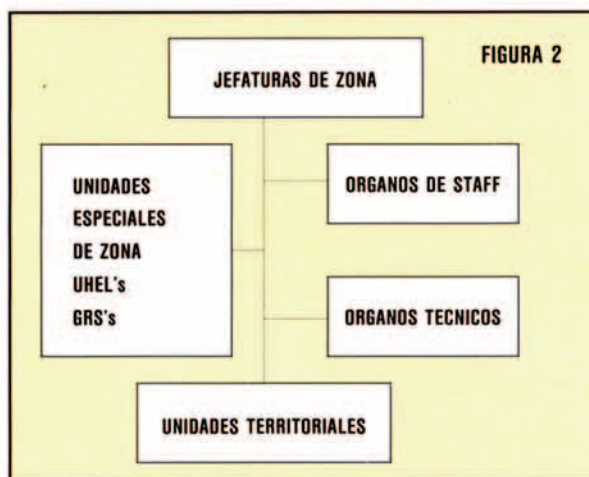 FIGURA 2
JEFATURAS DE ZONA
UNIDADES
ESPECIALES
DE ZONA
UHEL's
GRS's
ORGANOS DE STAFF
ORGANOS TECNICOS
UNIDADES TERRITORIALES